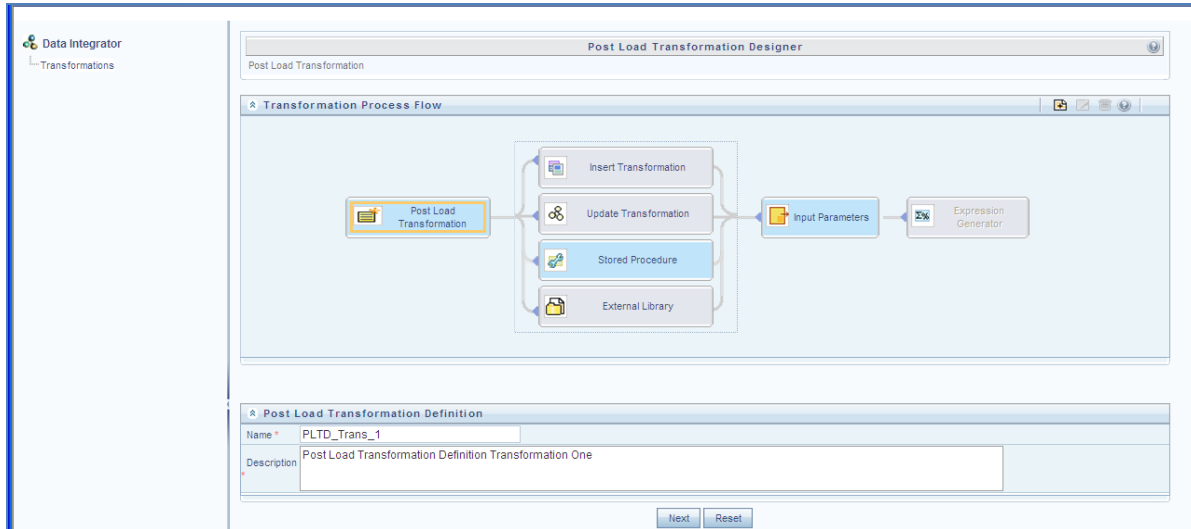 Data Integrator
Transformations
Post Load Transformation Designer
Post Load Transformation
Transformation Process Flow
Insert Transformation
Post Load
Transformation
Update Transformation
Input Parameters
Σ%
Expression
Generator
Stored Procedure
External Library
Post Load Transformation Definition
Name * PLTD_Trans_1
Description * Post Load Transformation Definition Transformation One
Next Reset